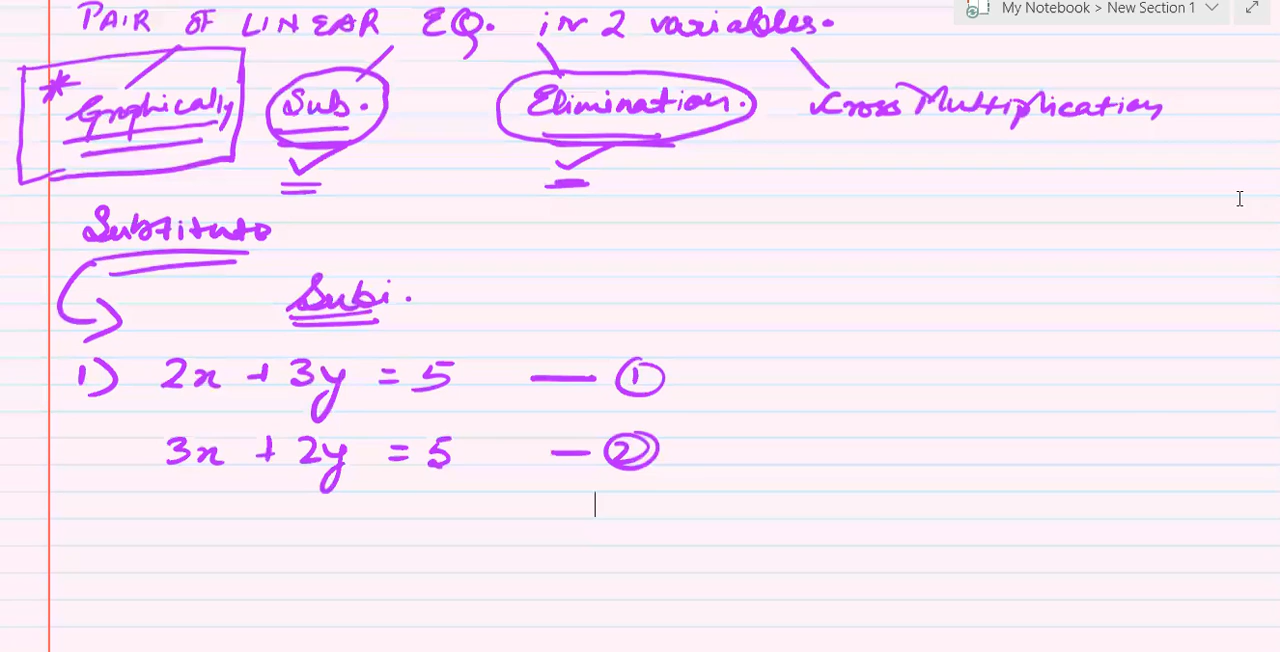 My Notebook > New Section 1
PAIR OF LINEAR EQ. in 2 variables.
* Graphically Sub. Elimination. Cross Multiplication
Substitute
Subi.
1) 2x + 3y = 5 — ①
3x + 2y = 5 — ②